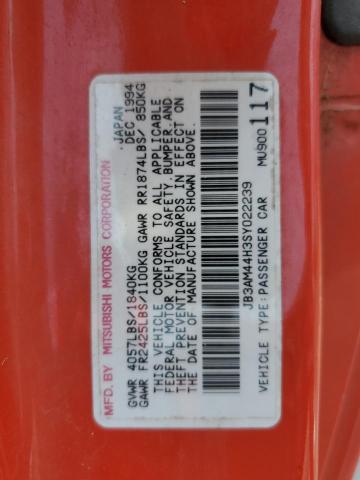 MFD. BY MITSUBISHI MOTORS CORPORATION JAPAN
GVWR 4057LBS/1840KG DEC 1994
GAWR FR2425LBS/1100KG GAWR RR1874LBS/ 850KG
THIS VEHICLE CONFORMS TO ALL APPLICABLE
FEDERAL MOTOR VEHICLE SAFETY,BUMPER,AND
THEFT PREVENTION STANDARDS IN EFFECT ON
THE DATE OF MANUFACTURE SHOWN ABOVE.
JB3AM44H3SY022239
VEHICLE TYPE:PASSENGER CAR MU900117